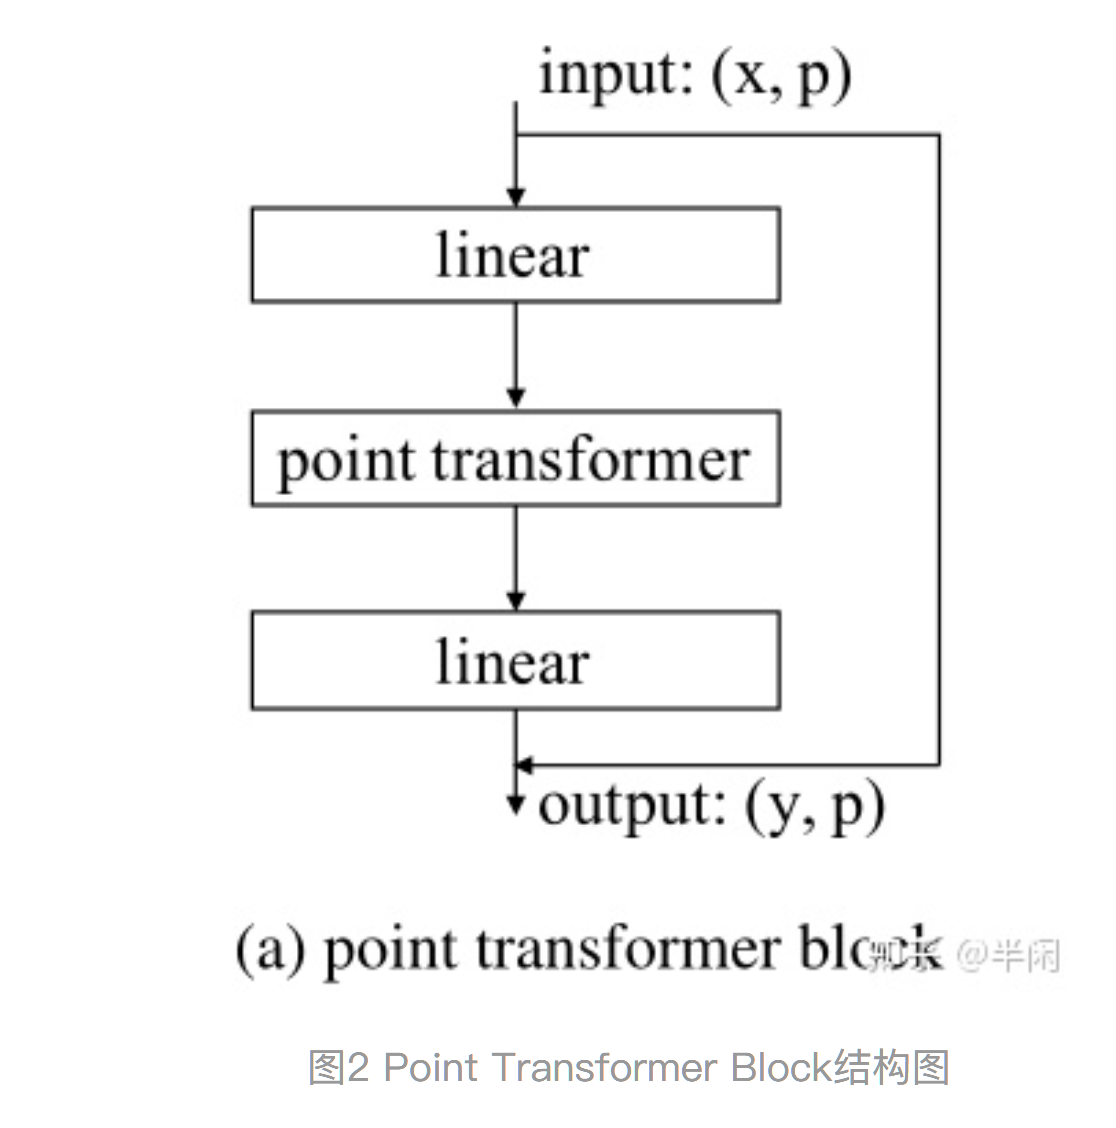 input: (x, p)
linear
point transformer
linear
output: (y, p)
(a) point transformer block
知乎 @半闲
图2 Point Transformer Block结构图